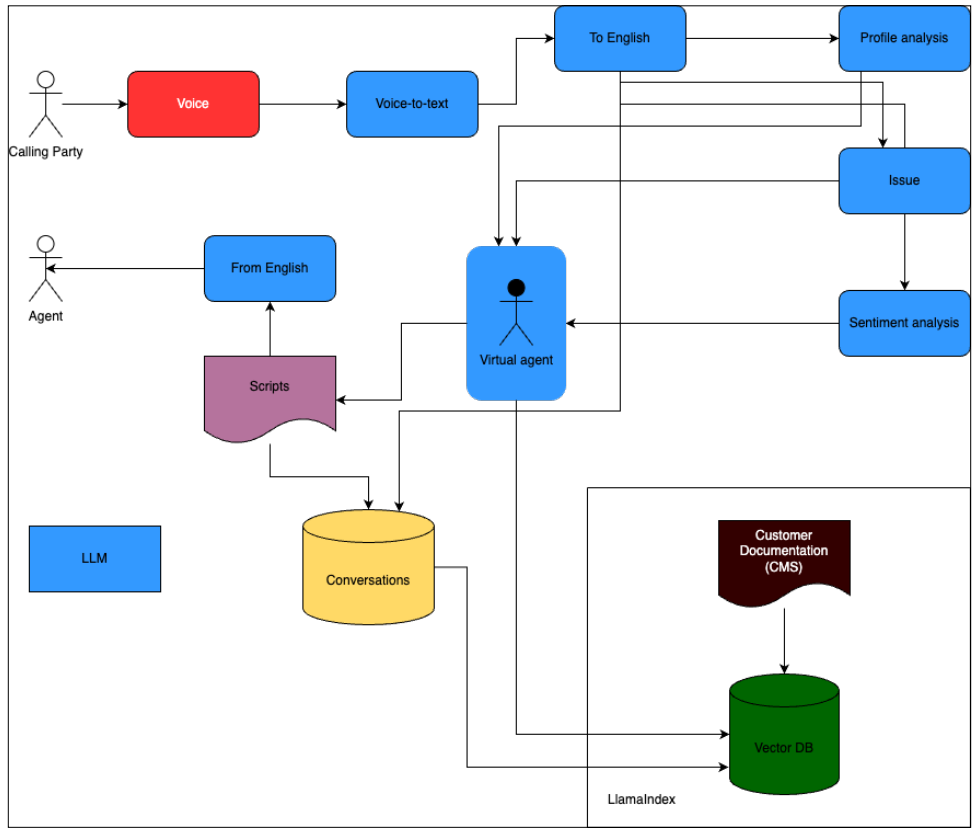 To English
Profile analysis
Voice
Voice-to-text
Calling Party
Issue
From English
Agent
Virtual agent
Sentiment analysis
Scripts
LLM
Conversations
Customer
Documentation
(CMS)
Vector DB
LlamaIndex